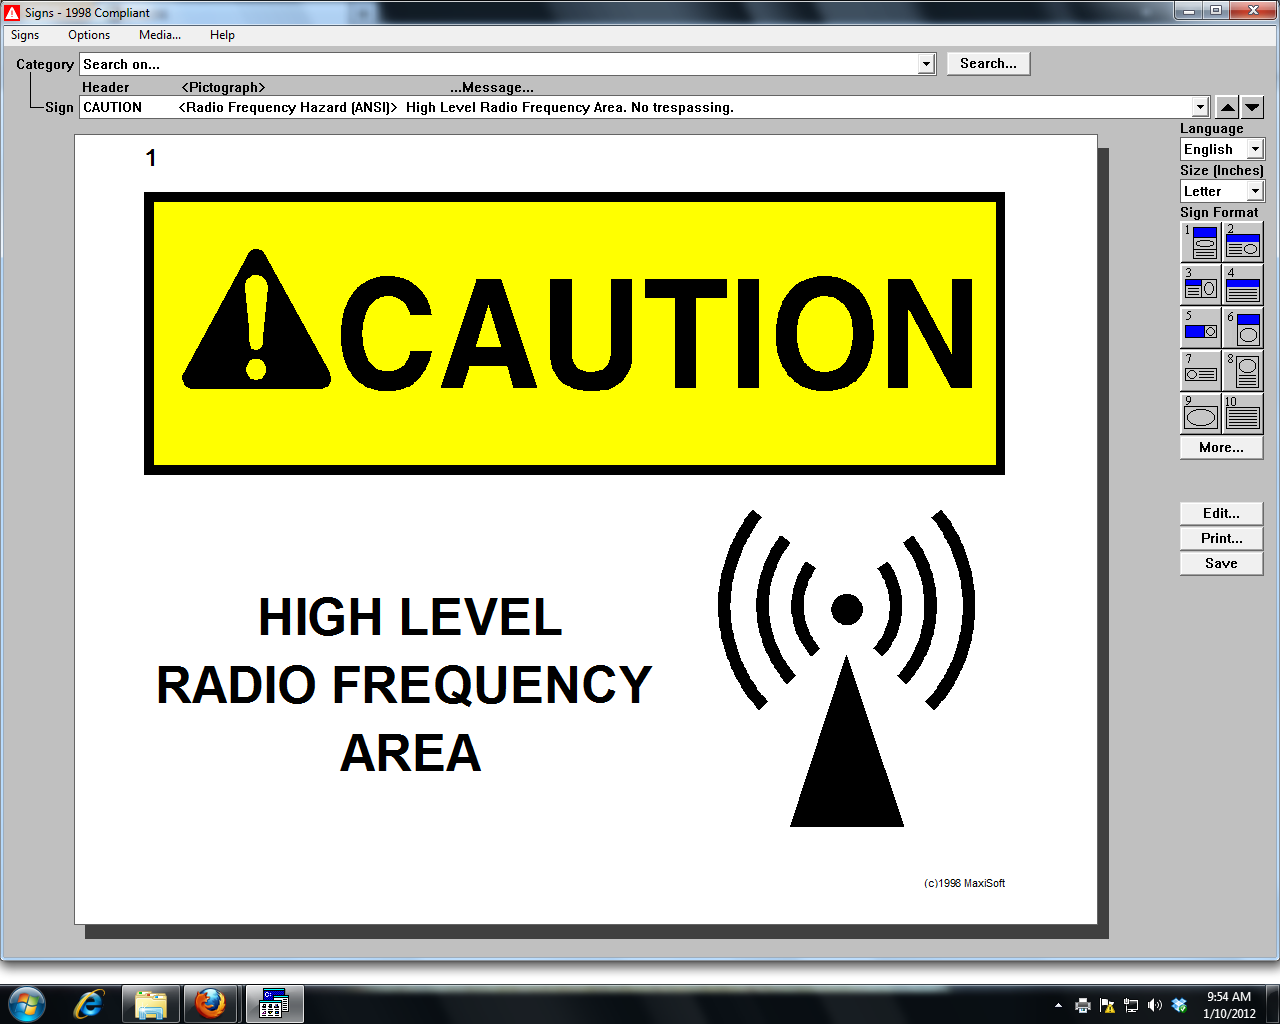 Signs - 1998 Compliant
Signs Options Media... Help
Category Search on... Search...
Header <Pictograph> ...Message...
Sign CAUTION <Radio Frequency Hazard (ANSI)> High Level Radio Frequency Area. No trespassing.
Language
English
Size (Inches)
Letter
Sign Format
1 2
3 4
5 6
7 8
9 10
More...
Edit...
Print...
Save
1
CAUTION
HIGH LEVEL
RADIO FREQUENCY
AREA
(c)1998 MaxiSoft
9:54 AM
1/10/2012